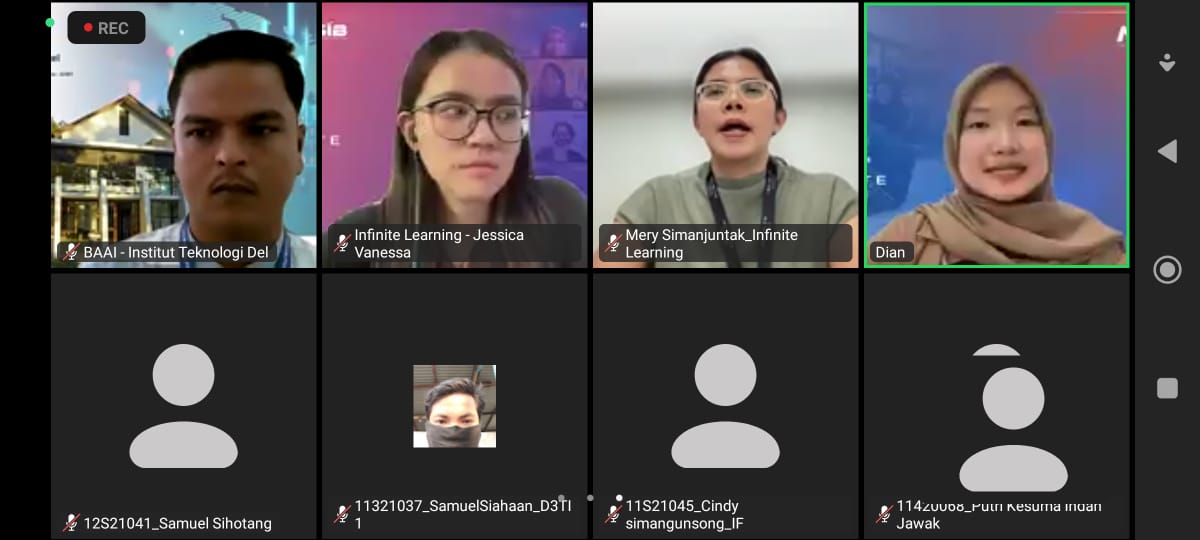 REC
BAAI - Institut Teknologi Del
Infinite Learning - Jessica
Vanessa
Mery Simanjuntak_Infinite
Learning
Dian
T E
T E
12S21041_Samuel Sihotang
11321037_SamuelSiahaan_D3TI
1
11S21045_Cindy
simangunsong_IF
11420068_Putri Kesuma Indah
Jawak